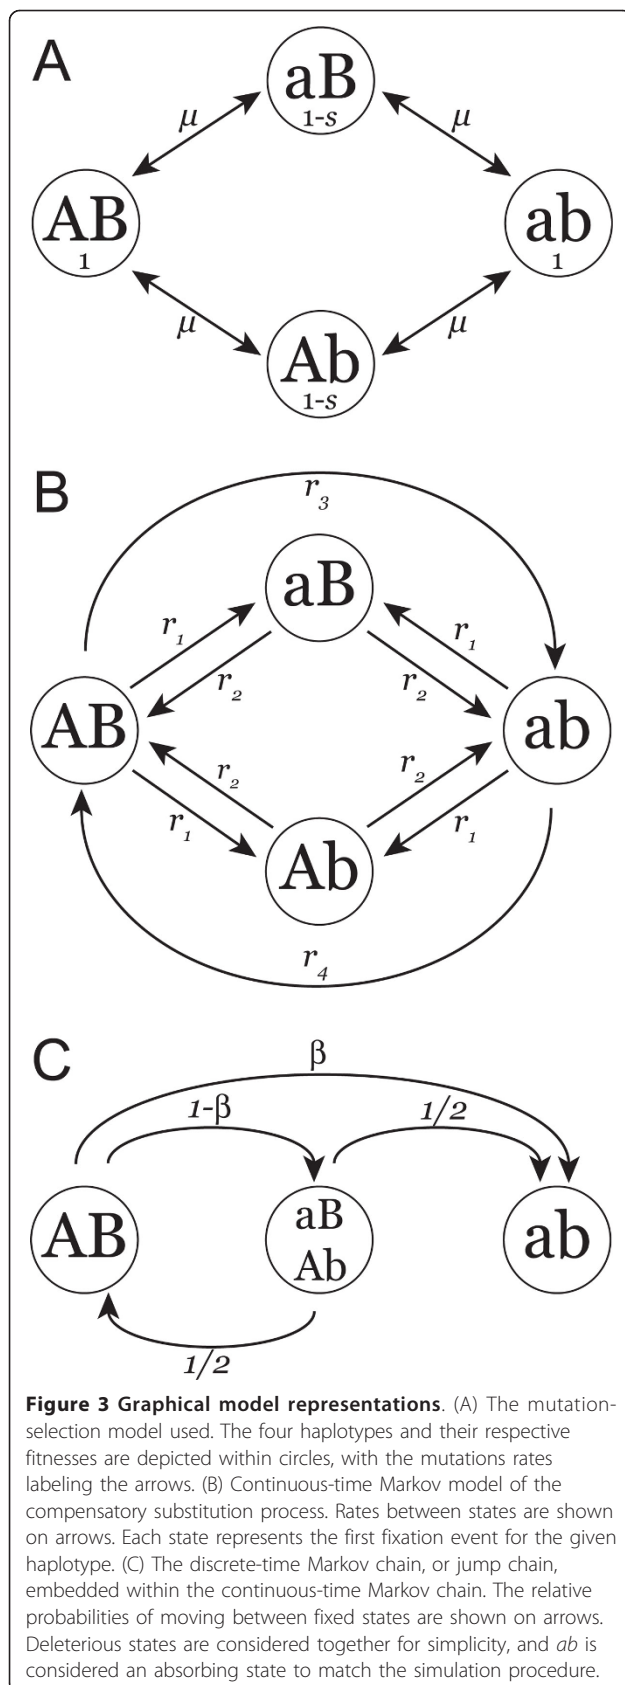 A
aB
1-s
μ
μ
AB
1
ab
1
μ
μ
Ab
1-s
B
r3
aB
r1
r1
r2
r2
AB
ab
r2
r2
r1
r1
Ab
r4
C
β
1-β
1/2
AB
aB
Ab
ab
1/2
Figure 3 Graphical model representations. (A) The mutation-
selection model used. The four haplotypes and their respective
fitnesses are depicted within circles, with the mutations rates
labeling the arrows. (B) Continuous-time Markov model of the
compensatory substitution process. Rates between states are shown
on arrows. Each state represents the first fixation event for the given
haplotype. (C) The discrete-time Markov chain, or jump chain,
embedded within the continuous-time Markov chain. The relative
probabilities of moving between fixed states are shown on arrows.
Deleterious states are considered together for simplicity, and ab is
considered an absorbing state to match the simulation procedure.